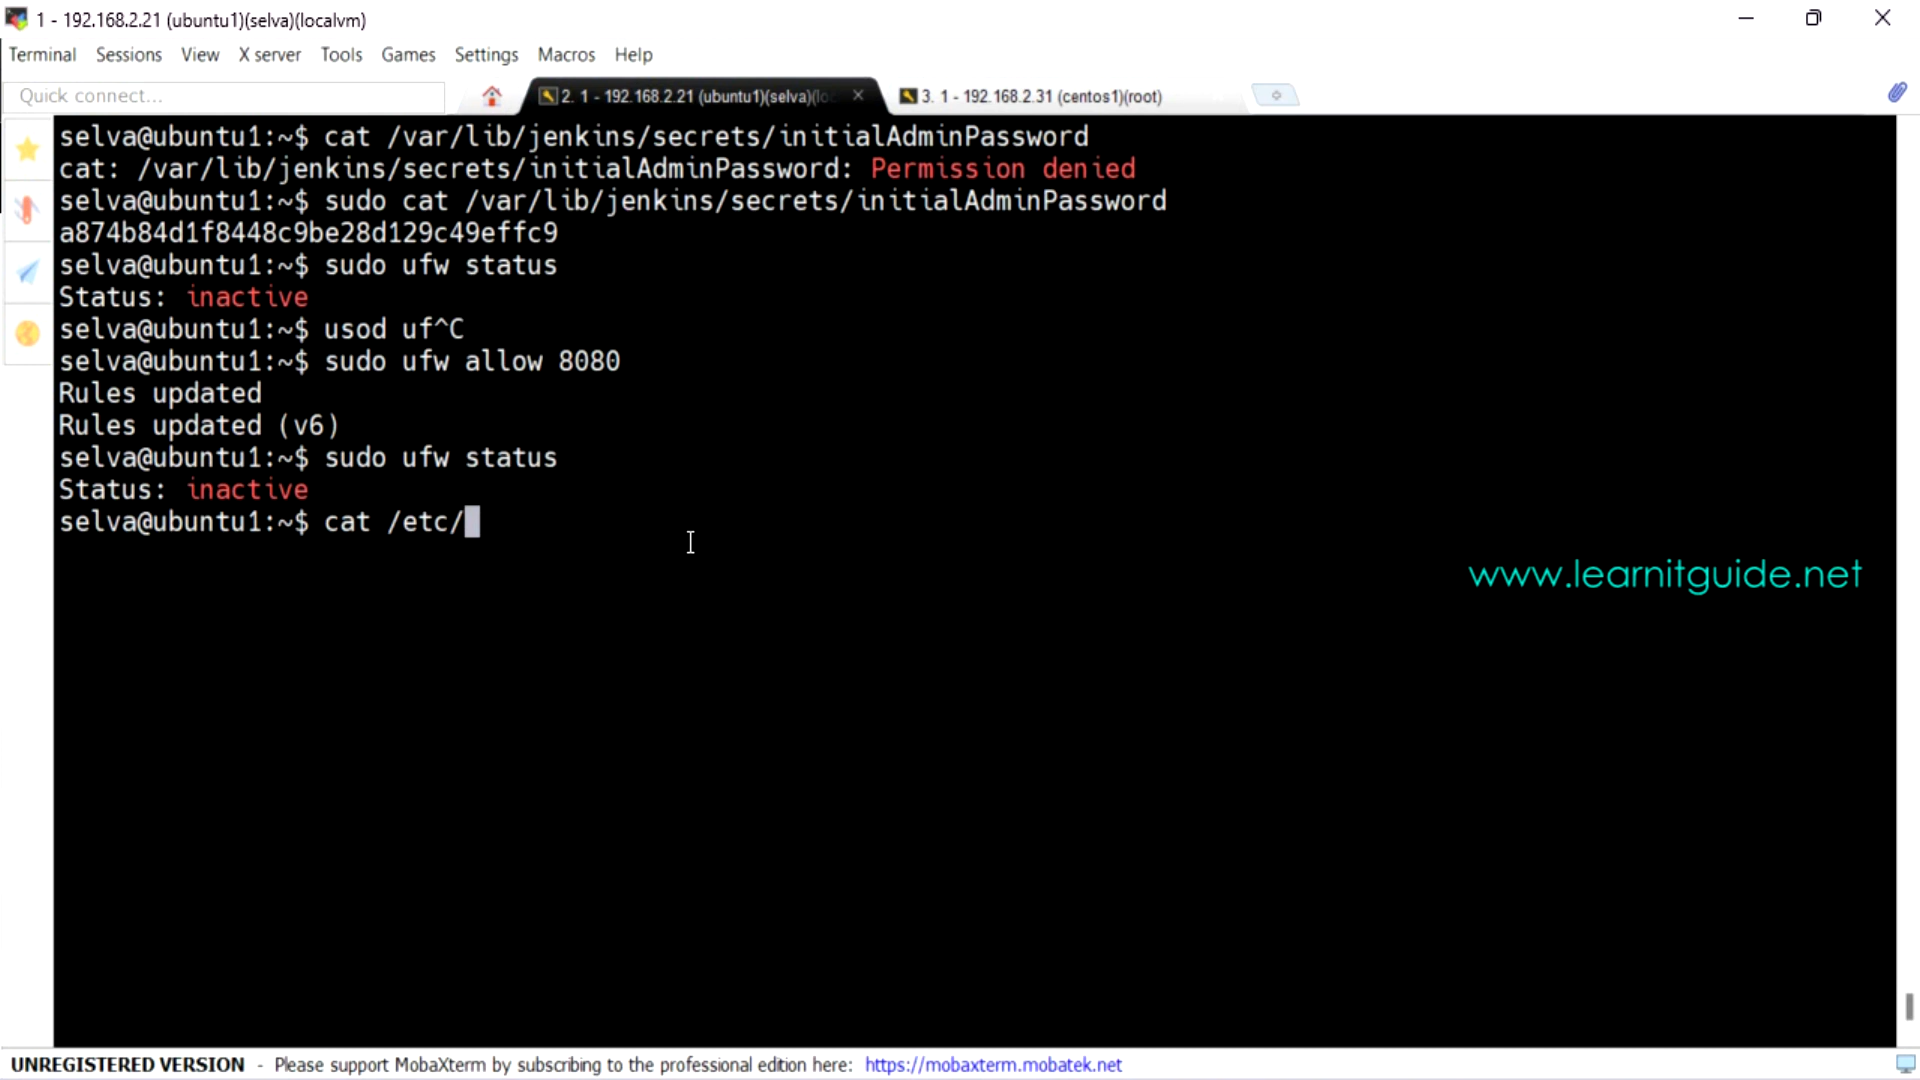 1 - 192.168.2.21 (ubuntu1)(selva)(localvm)
Terminal Sessions View X server Tools Games Settings Macros Help
Quick connect... 2. 1 - 192.168.2.21 (ubuntu1)(selva)(lo 3. 1 - 192.168.2.31 (centos1)(root)
selva@ubuntu1:~$ cat /var/lib/jenkins/secrets/initialAdminPassword
cat: /var/lib/jenkins/secrets/initialAdminPassword: Permission denied
selva@ubuntu1:~$ sudo cat /var/lib/jenkins/secrets/initialAdminPassword
a874b84d1f8448c9be28d129c49effc9
selva@ubuntu1:~$ sudo ufw status
Status: inactive
selva@ubuntu1:~$ usod uf^C
selva@ubuntu1:~$ sudo ufw allow 8080
Rules updated
Rules updated (v6)
selva@ubuntu1:~$ sudo ufw status
Status: inactive
selva@ubuntu1:~$ cat /etc/
www.learnitguide.net
UNREGISTERED VERSION - Please support MobaXterm by subscribing to the professional edition here: https://mobaxterm.mobatek.net